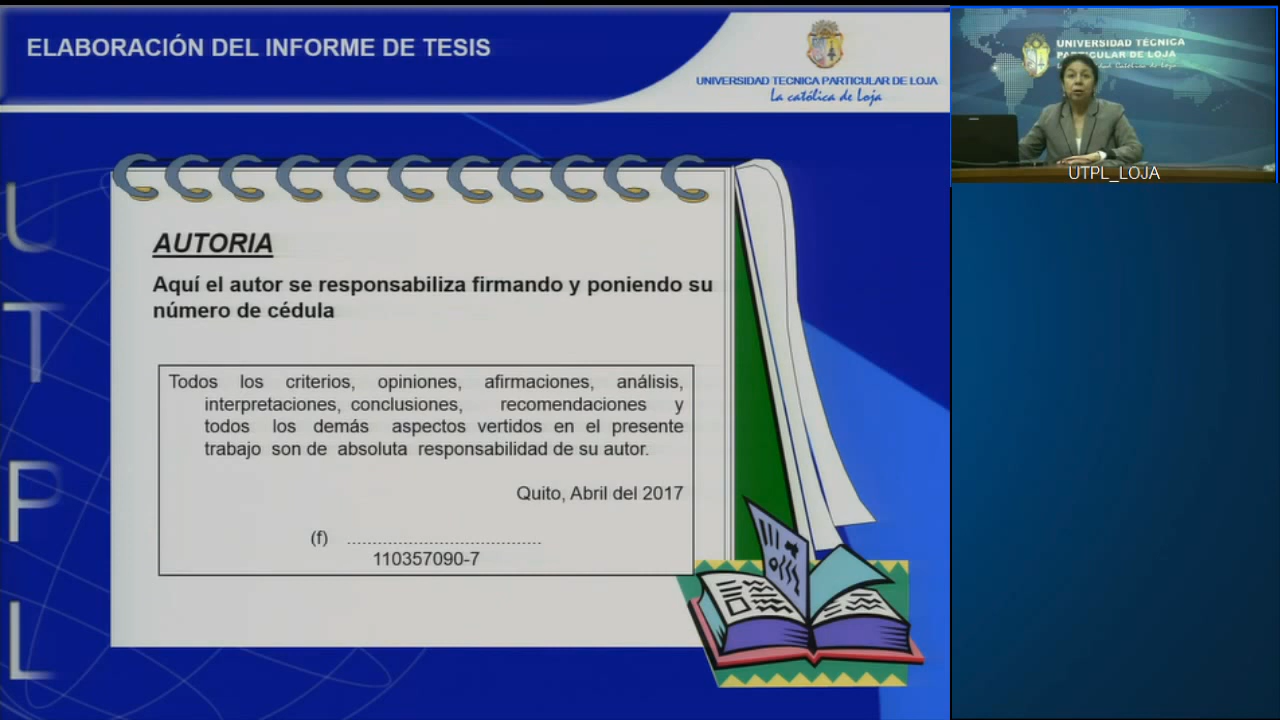 ELABORACIÓN DEL INFORME DE TESIS
UNIVERSIDAD TECNICA PARTICULAR DE LOJA
La católica de Loja
UTPL
AUTORIA
Aquí el autor se responsabiliza firmando y poniendo su
número de cédula
Todos los criterios, opiniones, afirmaciones, análisis,
interpretaciones, conclusiones, recomendaciones y
todos los demás aspectos vertidos en el presente
trabajo son de absoluta responsabilidad de su autor.
Quito, Abril del 2017
(f) ......................................
110357090-7
UNIVERSIDAD TÉCNICA
PARTICULAR DE LOJA
UTPL_LOJA